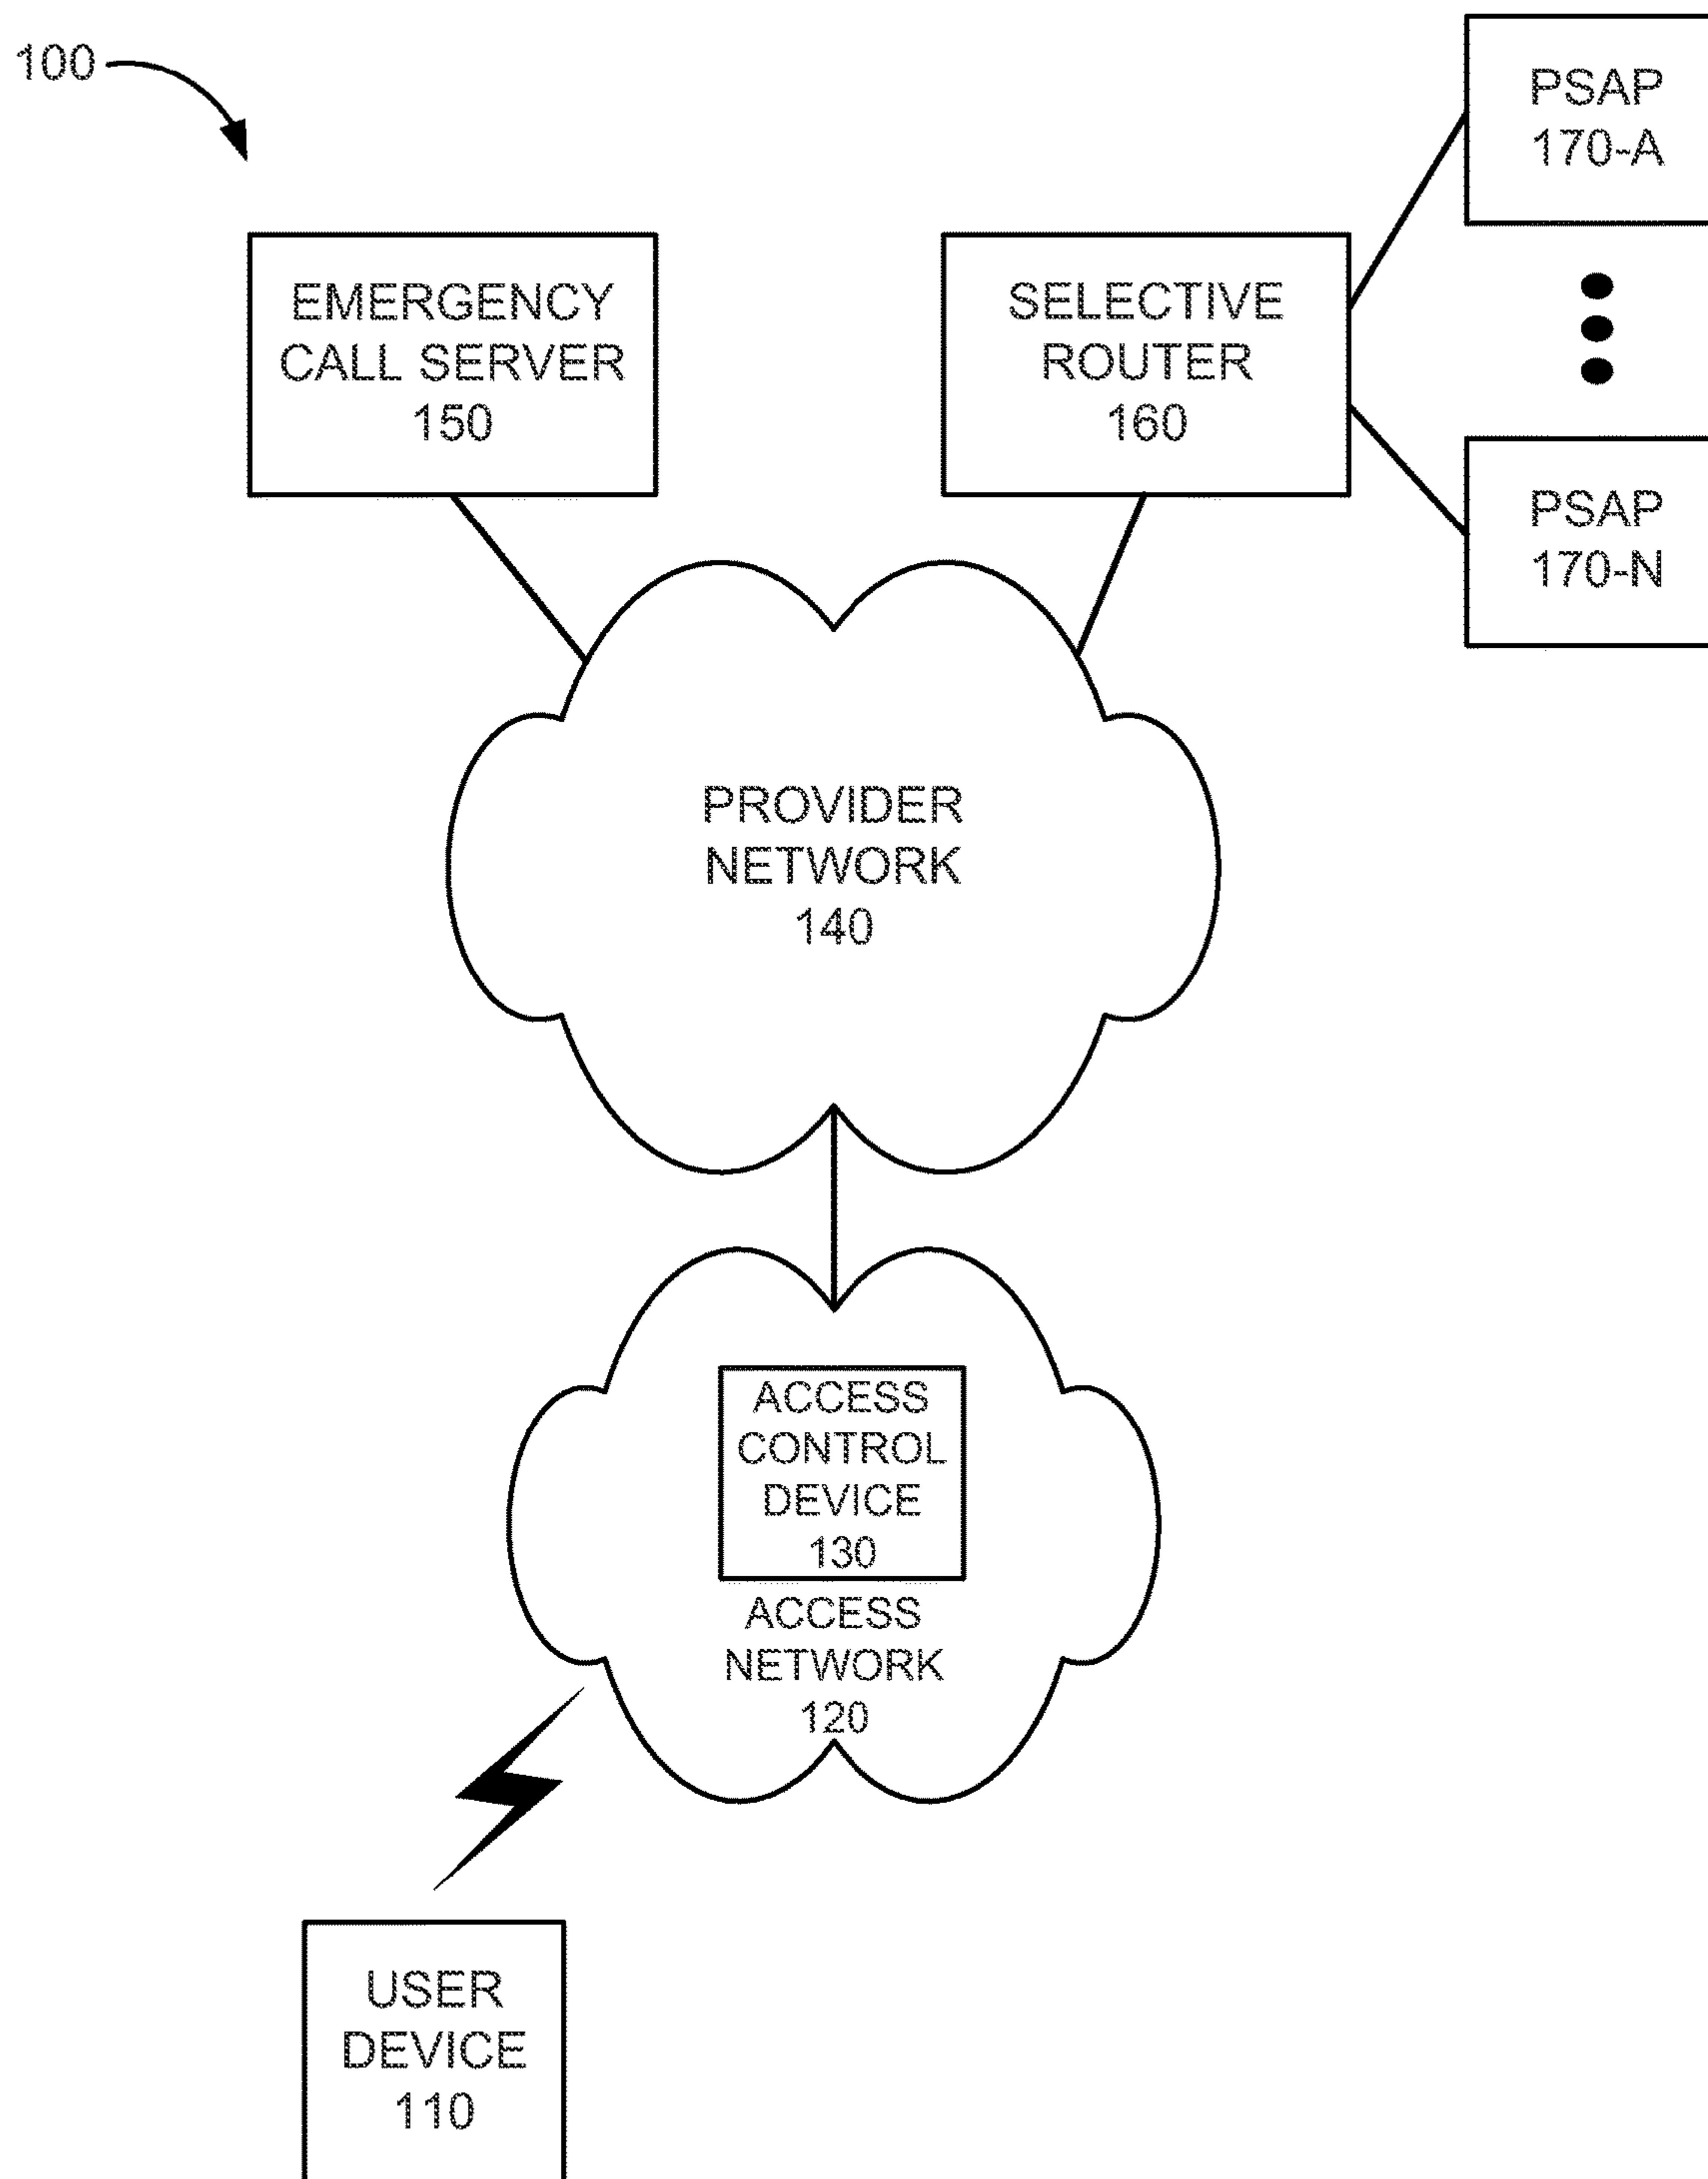 100
PSAP
170-A
EMERGENCY
CALL SERVER
150
SELECTIVE
ROUTER
160
PSAP
170-N
PROVIDER
NETWORK
140
ACCESS
CONTROL
DEVICE
130
ACCESS
NETWORK
120
USER
DEVICE
110